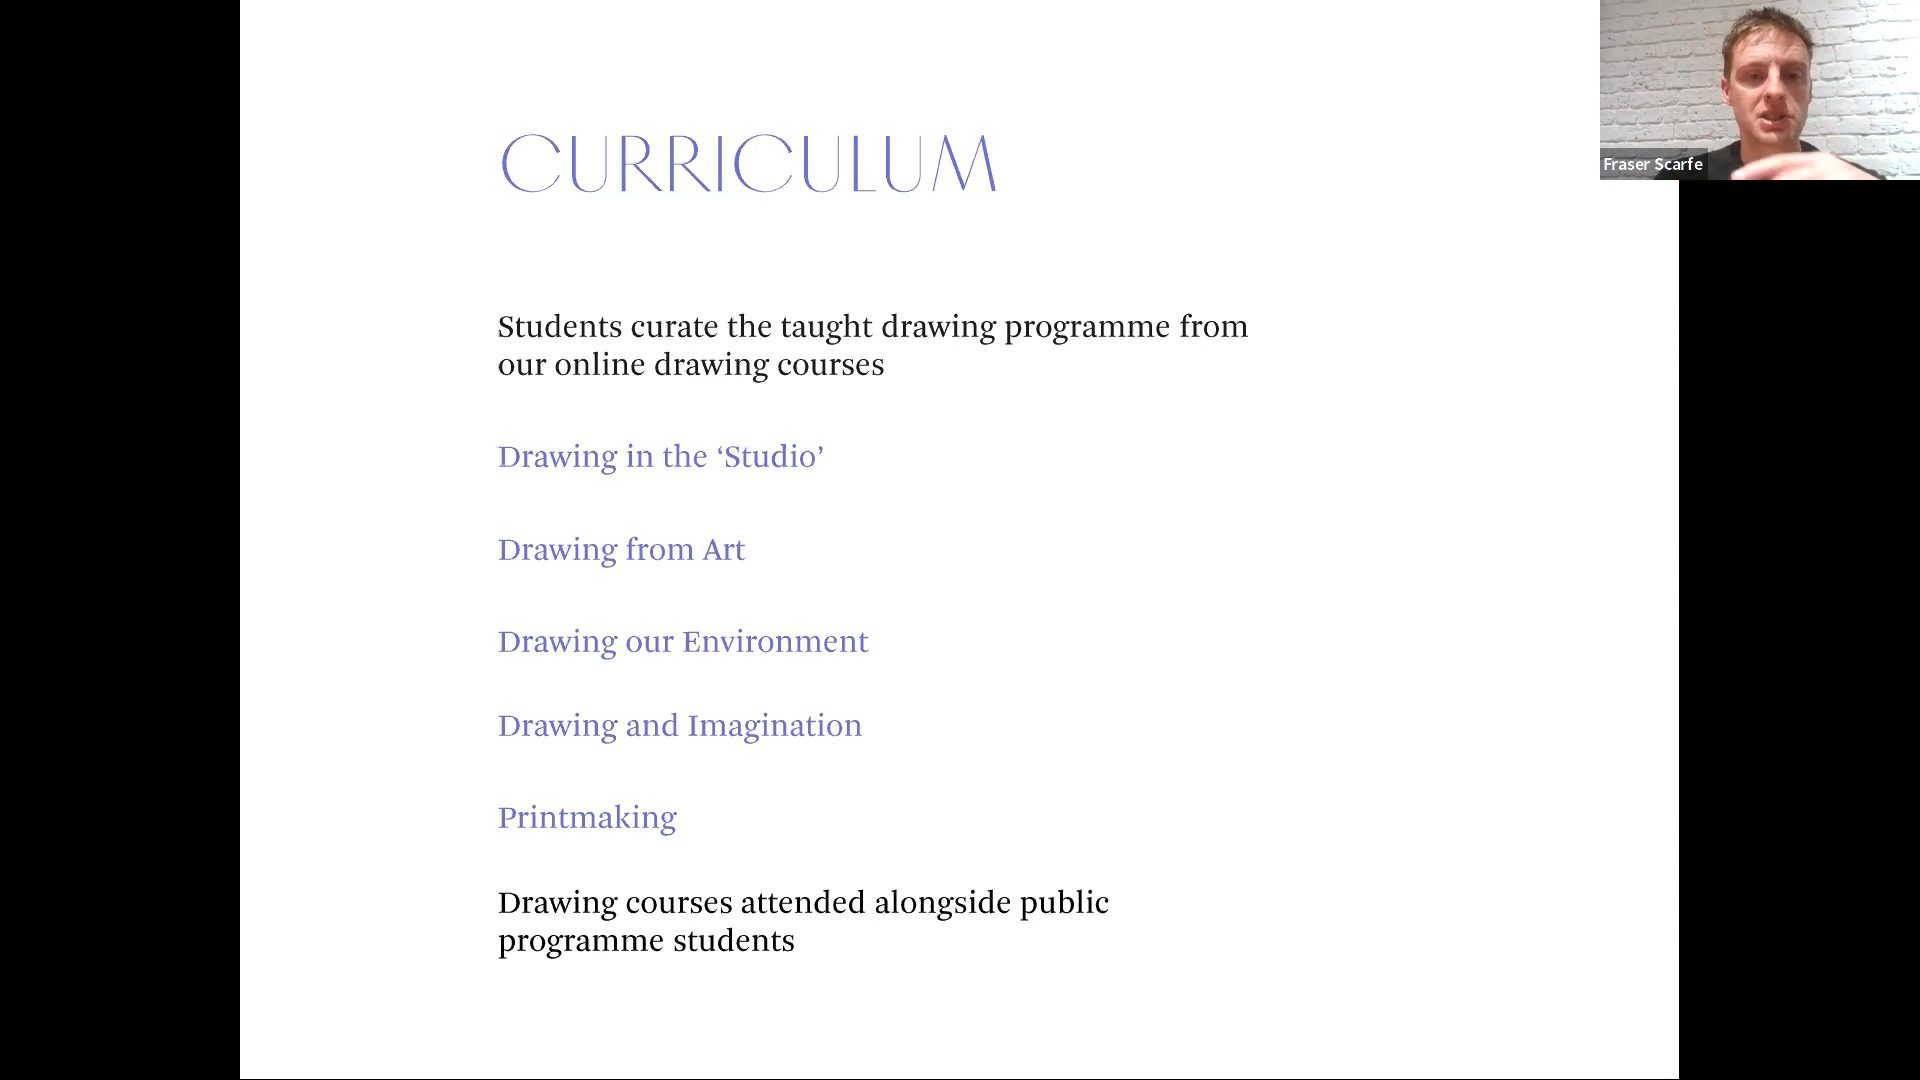 CURRICULUM
Students curate the taught drawing programme from
our online drawing courses
Drawing in the ‘Studio’
Drawing from Art
Drawing our Environment
Drawing and Imagination
Printmaking
Drawing courses attended alongside public
programme students
Fraser Scarfe